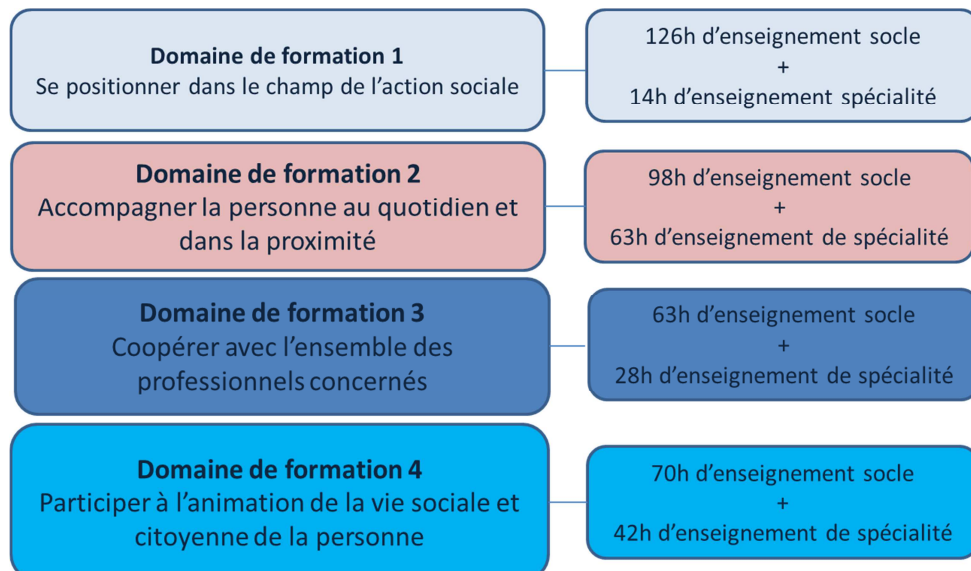 Domaine de formation 1
Se positionner dans le champ de l’action sociale
126h d’enseignement socle
+
14h d’enseignement spécialité
Domaine de formation 2
Accompagner la personne au quotidien et
dans la proximité
98h d’enseignement socle
+
63h d’enseignement de spécialité
Domaine de formation 3
Coopérer avec l’ensemble des
professionnels concernés
63h d’enseignement socle
+
28h d’enseignement de spécialité
Domaine de formation 4
Participer à l’animation de la vie sociale et
citoyenne de la personne
70h d’enseignement socle
+
42h d’enseignement de spécialité